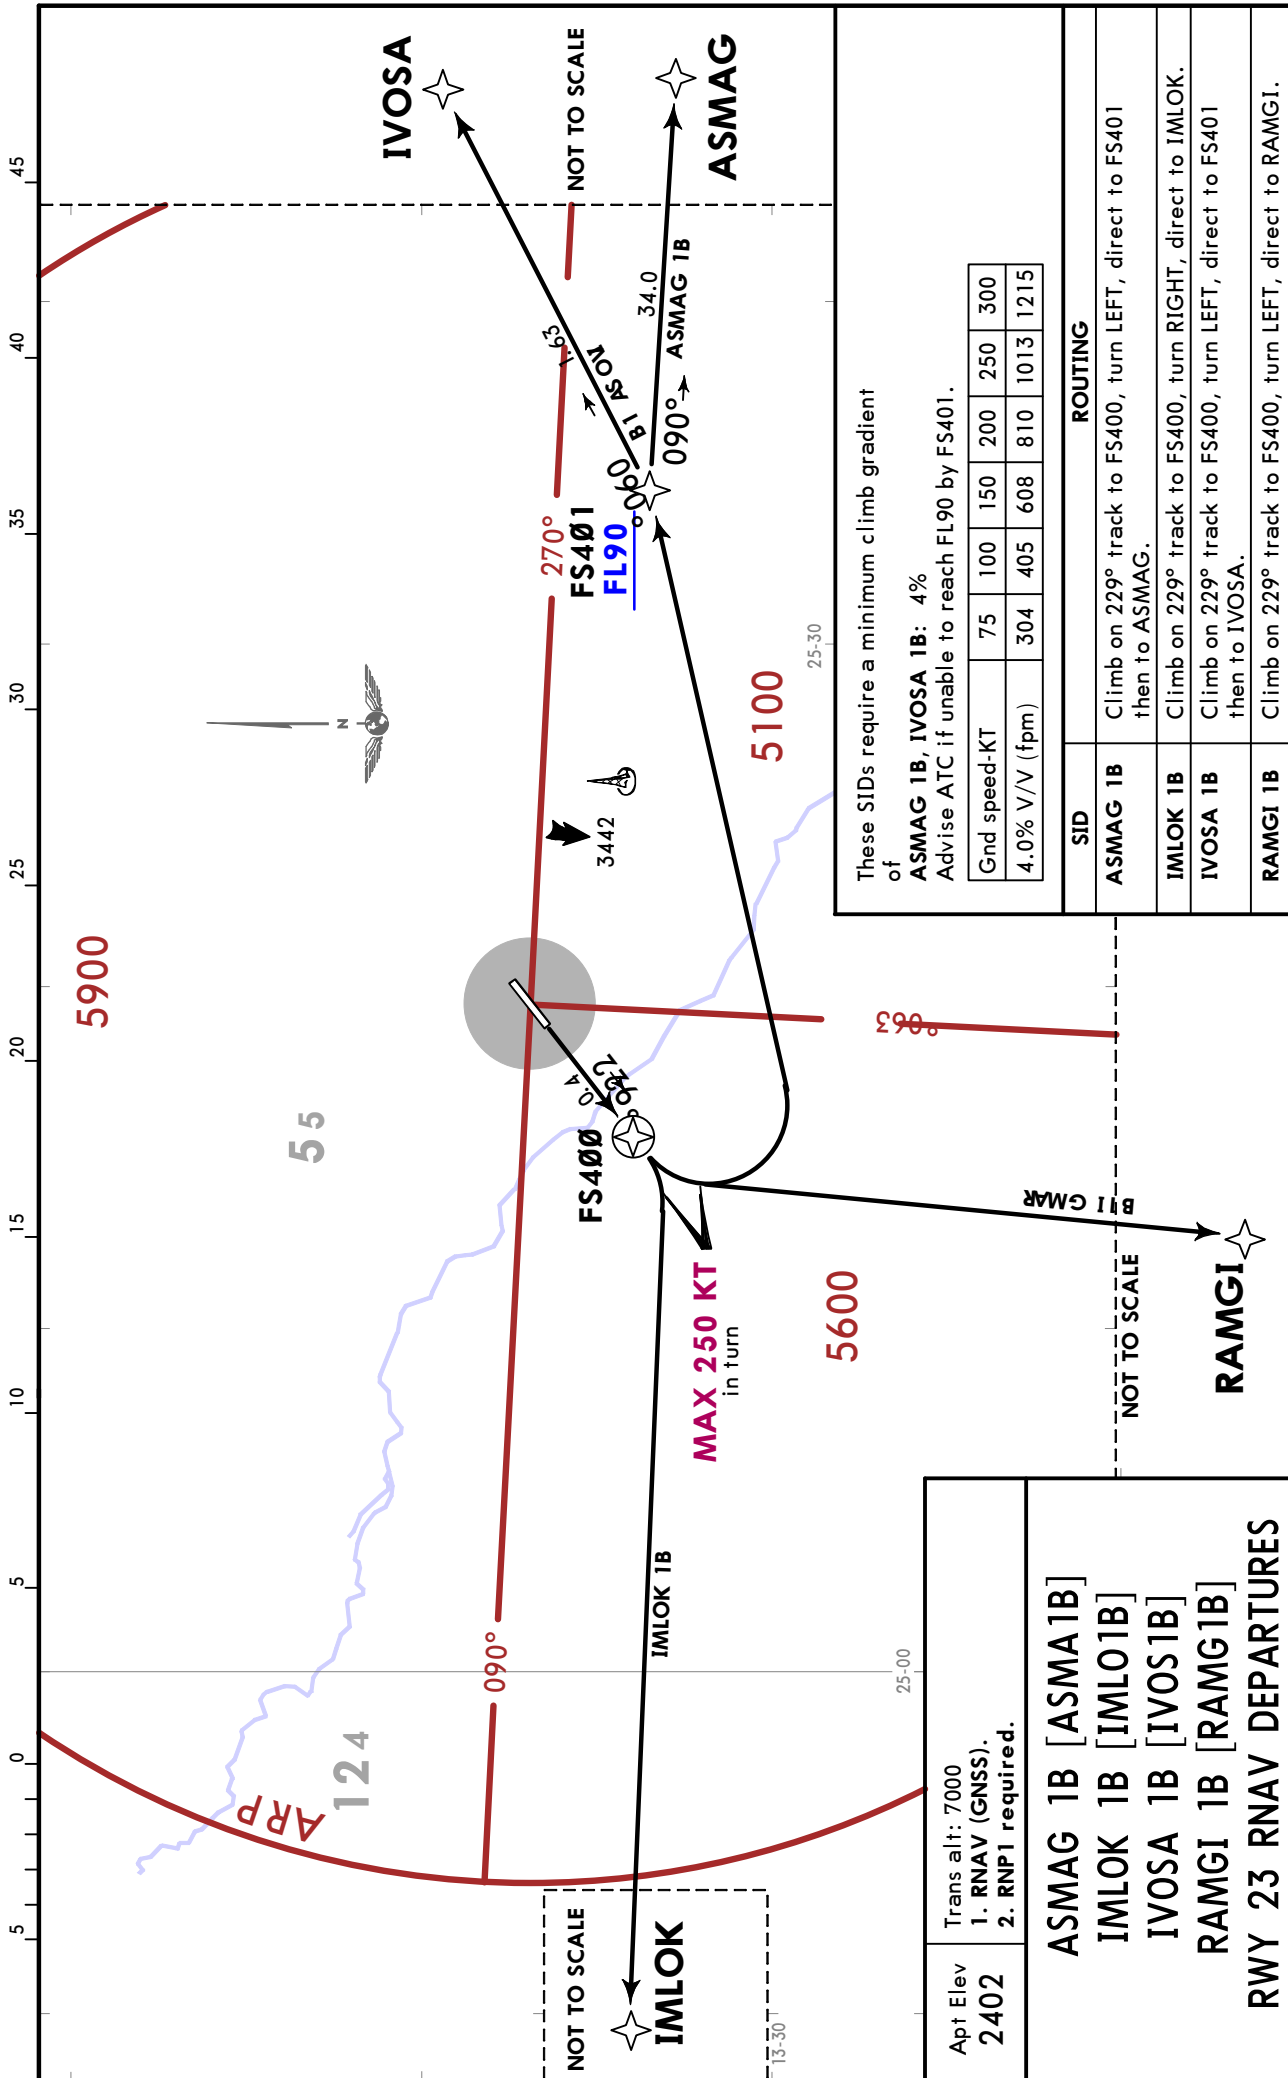 Apt Elev
2402
Trans alt: 7000
1. RNAV (GNSS).
2. RNP1 required.
ASMAG 1B [ASMA1B]
IMLOK 1B [IMLO1B]
IVOSA 1B [IVOS1B]
RAMGI 1B [RAMG1B]
RWY 23 RNAV DEPARTURES
5 0 5 10 15 20 25 30 35 40 45
5900
55
124
ARP
090°
270°
N
3442
FS4Ø1
FL90
FS4ØØ
0.4
IVOSA
NOT TO SCALE
ASMAG
34.0
ASMAG 1B
090°
5100
25-30
MAX 250 KT
in turn
5600
IMLOK 1B
25-00
NOT TO SCALE
IMLOK
13-30
NOT TO SCALE
RAMGI
These SIDs require a minimum climb gradient
of
ASMAG 1B, IVOSA 1B: 4%
Advise ATC if unable to reach FL90 by FS401.
Gnd speed-KT 75 100 150 200 250 300
4.0% V/V (fpm) 304 405 608 810 1013 1215
SID ROUTING
ASMAG 1B Climb on 229° track to FS400, turn LEFT, direct to FS401
then to ASMAG.
IMLOK 1B Climb on 229° track to FS400, turn RIGHT, direct to IMLOK.
IVOSA 1B Climb on 229° track to FS400, turn LEFT, direct to FS401
then to IVOSA.
RAMGI 1B Climb on 229° track to FS400, turn LEFT, direct to RAMGI.